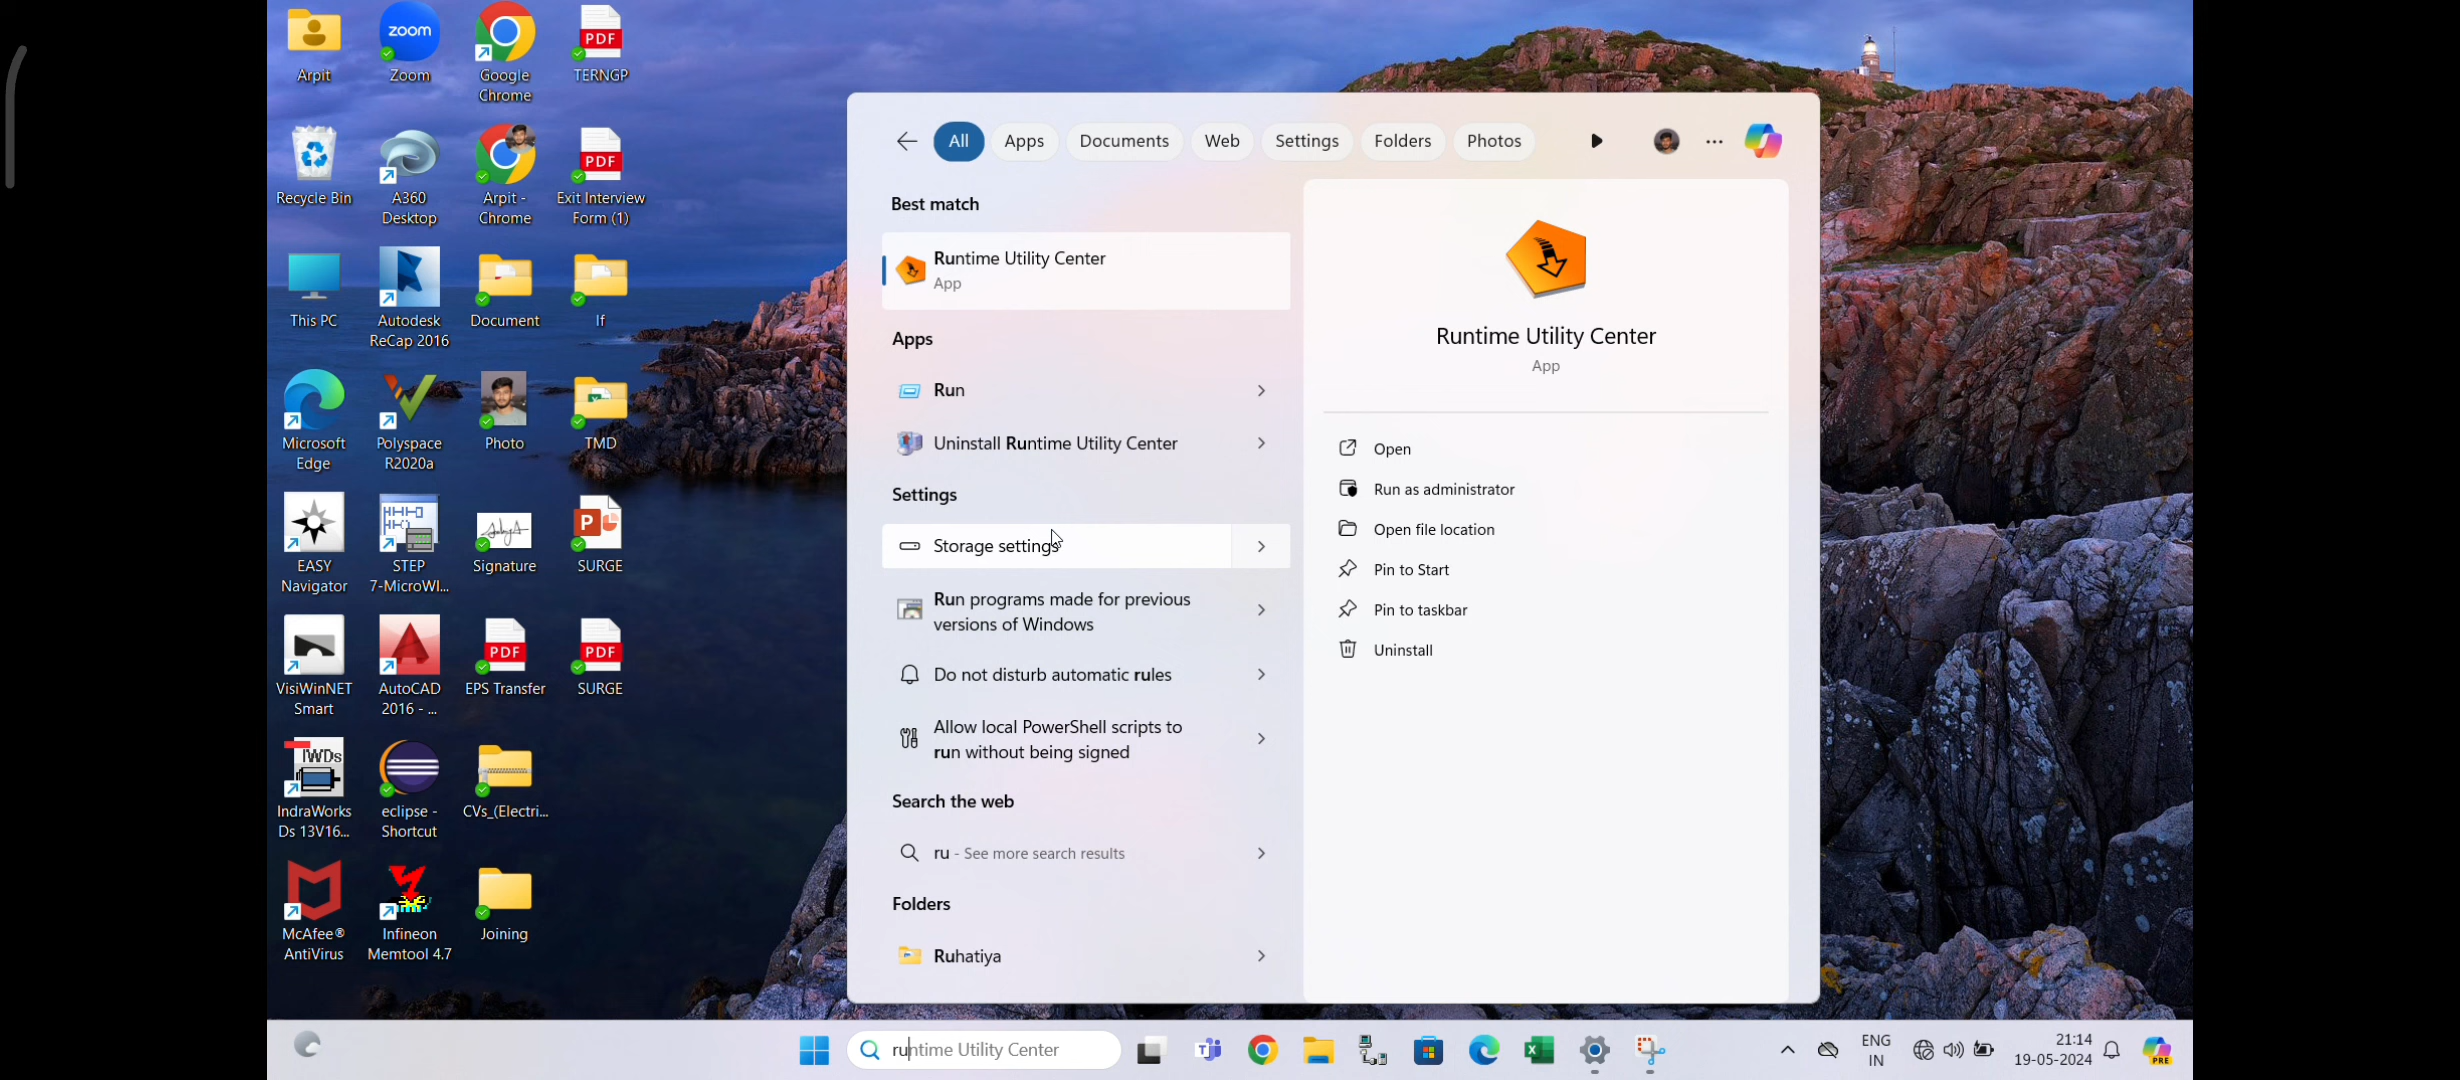 Arpit
zoom
Zoom
Google
Chrome
PDF
TERNGP
Recycle Bin
A360
Desktop
Arpit -
Chrome
PDF
Exit Interview
Form (1)
This PC
Autodesk
ReCap 2016
Document
If
Microsoft
Edge
Polyspace
R2020a
Photo
TMD
EASY
Navigator
STEP
7-MicroWI...
Signature
P
SURGE
VisiWinNET
Smart
AutoCAD
2016 - ...
PDF
EPS Transfer
PDF
SURGE
IWDs
IndraWorks
Ds 13V16...
eclipse -
Shortcut
CVs_(Electri...
McAfee®
AntiVirus
Infineon
Memtool 4.7
Joining
All Apps Documents Web Settings Folders Photos
Best match
Runtime Utility Center
App
Apps
Run
Uninstall Runtime Utility Center
Settings
Storage settings
Run programs made for previous
versions of Windows
Do not disturb automatic rules
Allow local PowerShell scripts to
run without being signed
Search the web
ru - See more search results
Folders
Ruhatiya
Runtime Utility Center
App
Open
Run as administrator
Open file location
Pin to Start
Pin to taskbar
Uninstall
runtime Utility Center
ENG
IN
21:14
19-05-2024
PRE